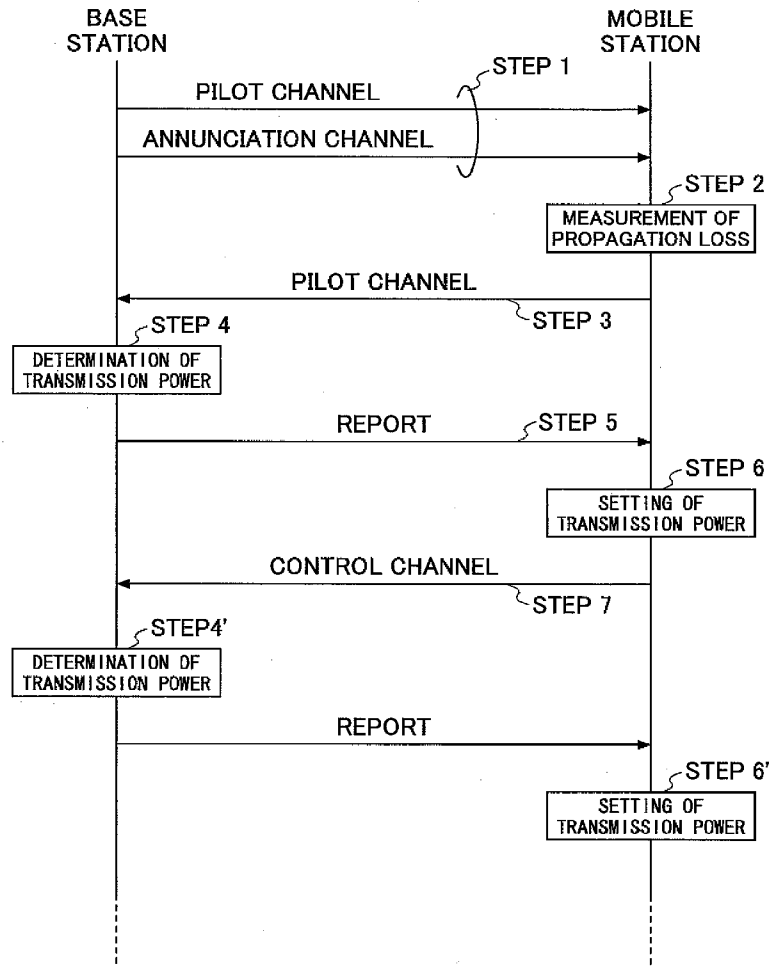 BASE
STATION
MOBILE
STATION
STEP 1
PILOT CHANNEL
ANNUNCIATION CHANNEL
STEP 2
MEASUREMENT OF
PROPAGATION LOSS
PILOT CHANNEL
STEP 3
STEP 4
DETERMINATION OF
TRANSMISSION POWER
REPORT
STEP 5
STEP 6
SETTING OF
TRANSMISSION POWER
CONTROL CHANNEL
STEP 7
STEP4'
DETERMINATION OF
TRANSMISSION POWER
REPORT
STEP 6'
SETTING OF
TRANSMISSION POWER